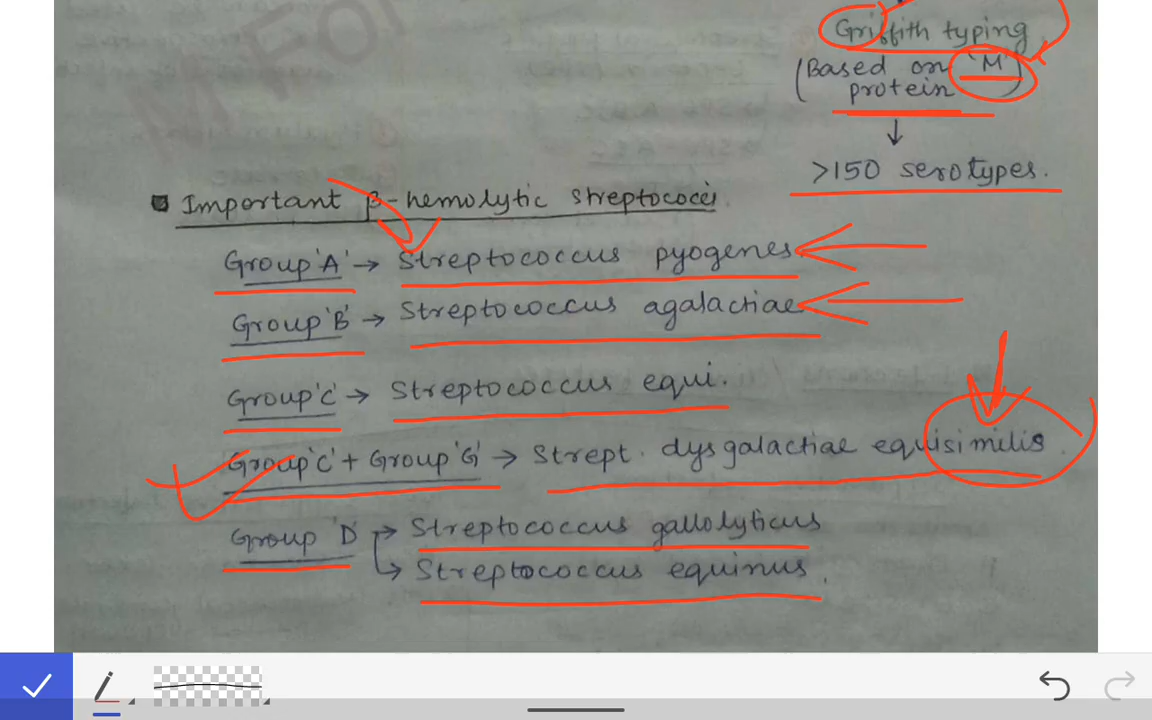 Griffith typing
(Based on 'M')
protein
↓
>150 serotypes.
Important β-hemolytic streptococci
Group 'A' → Streptococcus pyogenes
Group 'B' → Streptococcus agalactiae
Group 'C' → Streptococcus equi.
Group 'C' + Group 'G' → Strept. dysgalactiae equisimilis.
Group 'D' → Streptococcus gallolyticus
→ Streptococcus equinus.